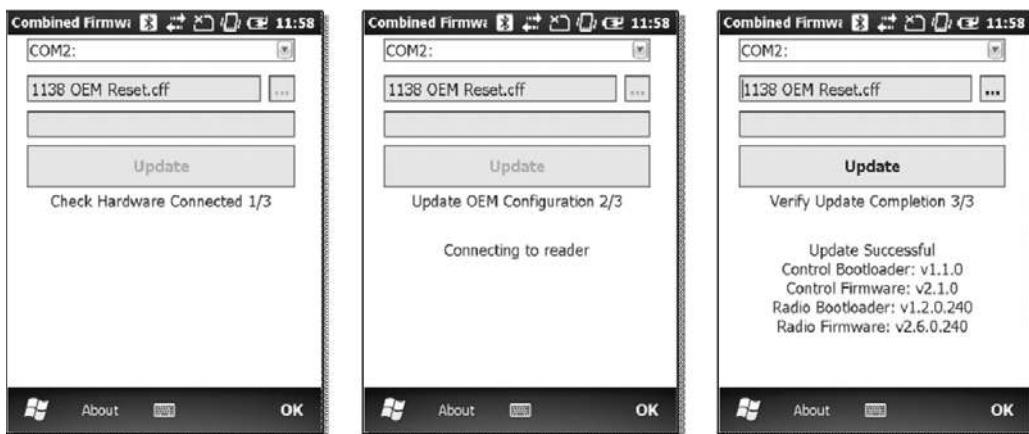 Combined Firmwa 11:58
COM2:
1138 OEM Reset.cff ...
Update
Check Hardware Connected 1/3
About OK
Combined Firmwa 11:58
COM2:
1138 OEM Reset.cff ...
Update
Update OEM Configuration 2/3
Connecting to reader
About OK
Combined Firmwa 11:58
COM2:
1138 OEM Reset.cff ...
Update
Verify Update Completion 3/3
Update Successful
Control Bootloader: v1.1.0
Control Firmware: v2.1.0
Radio Bootloader: v1.2.0.240
Radio Firmware: v2.6.0.240
About OK